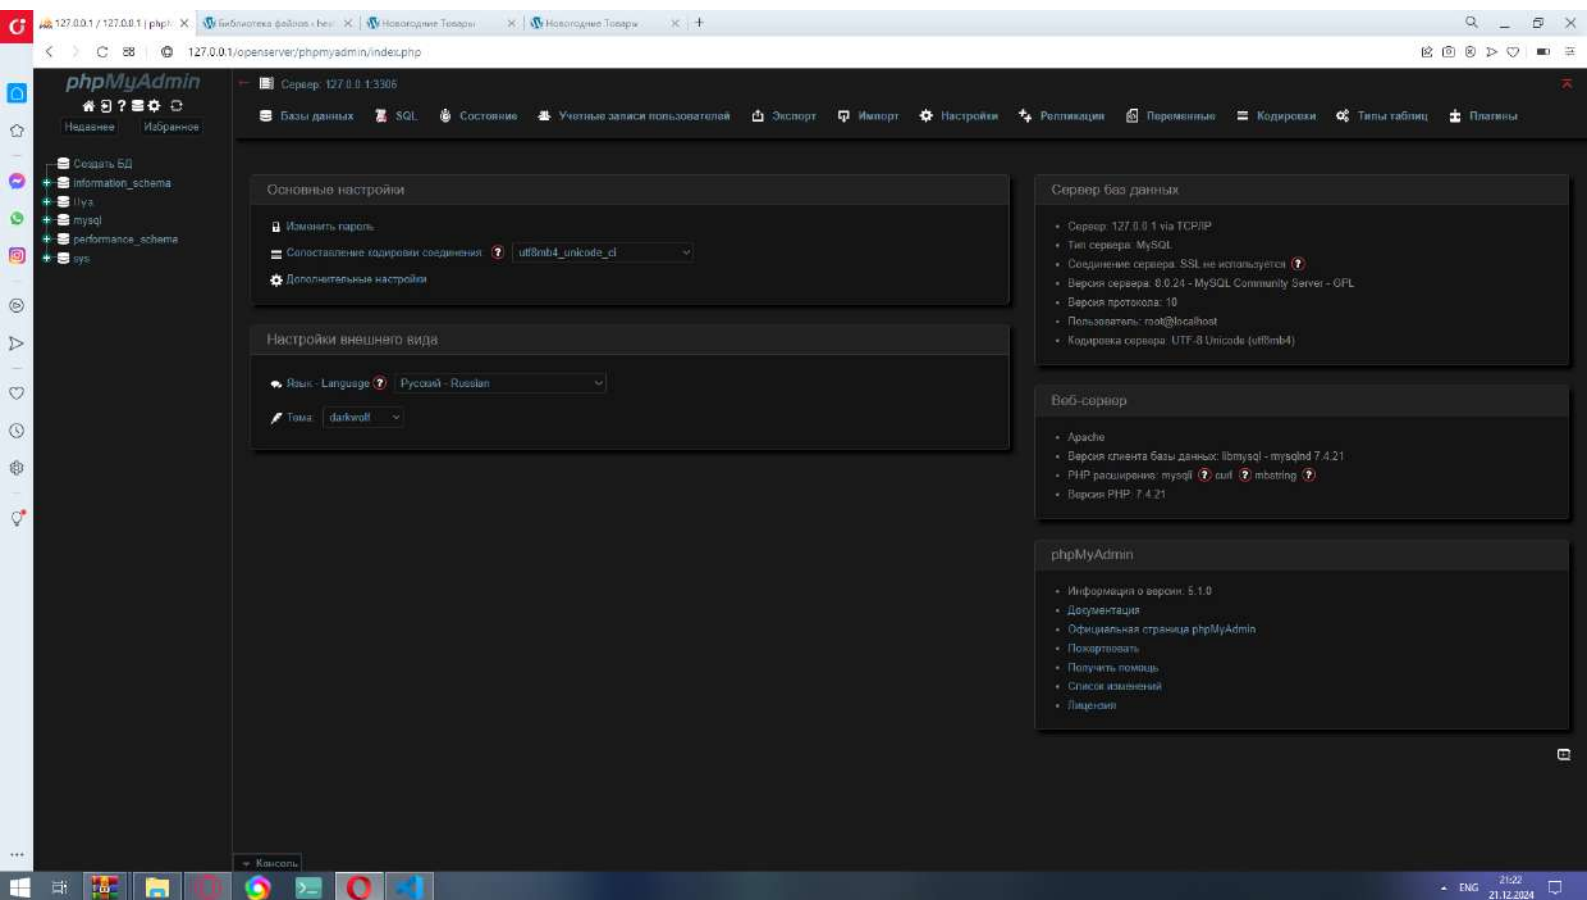 127.0.0.1 / 127.0.0.1 | phpM
Библиотека файлов ‹ best
Новогодние Товары
Новогодние Товары
127.0.0.1/openserver/phpmyadmin/index.php
phpMyAdmin
Недавнее Избранное
Создать БД
information_schema
Ilya
mysql
performance_schema
sys
Сервер: 127.0.0.1:3306
Базы данных SQL Состояние Учетные записи пользователей Экспорт Импорт Настройки Репликация Переменные Кодировки Типы таблиц Плагины
Основные настройки
Изменить пароль
Сопоставление кодировки соединения utf8mb4_unicode_ci
Дополнительные настройки
Настройки внешнего вида
Язык - Language Русский - Russian
Тема: darkwolf
Сервер баз данных
Сервер: 127.0.0.1 via TCP/IP
Тип сервера: MySQL
Соединение сервера: SSL не используется
Версия сервера: 8.0.24 - MySQL Community Server - GPL
Версия протокола: 10
Пользователь: root@localhost
Кодировка сервера: UTF-8 Unicode (utf8mb4)
Веб-сервер
Apache
Версия клиента базы данных: libmysql - mysqlnd 7.4.21
PHP расширение: mysqli curl mbstring
Версия PHP: 7.4.21
phpMyAdmin
Информация о версии: 5.1.0
Документация
Официальная страница phpMyAdmin
Пожертвовать
Получить помощь
Список изменений
Лицензия
Консоль
ENG
21:22
21.12.2024